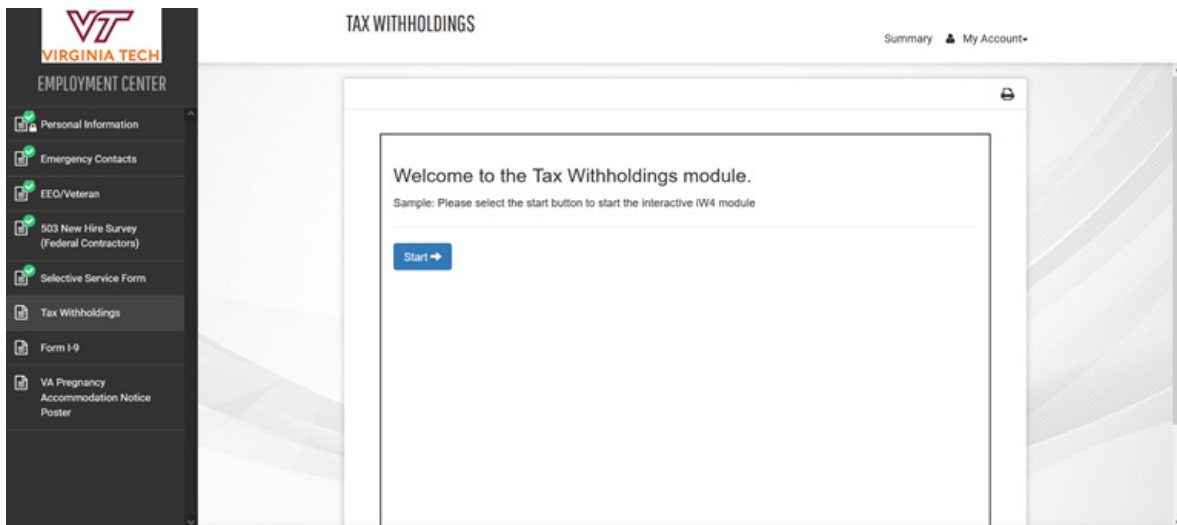 VT
VIRGINIA TECH
EMPLOYMENT CENTER
Personal Information
Emergency Contacts
EEO/Veteran
503 New Hire Survey
(Federal Contractors)
Selective Service Form
Tax Withholdings
Form I-9
VA Pregnancy
Accommodation Notice
Poster
TAX WITHHOLDINGS
Summary My Account
Welcome to the Tax Withholdings module.
Sample: Please select the start button to start the interactive iW4 module
Start